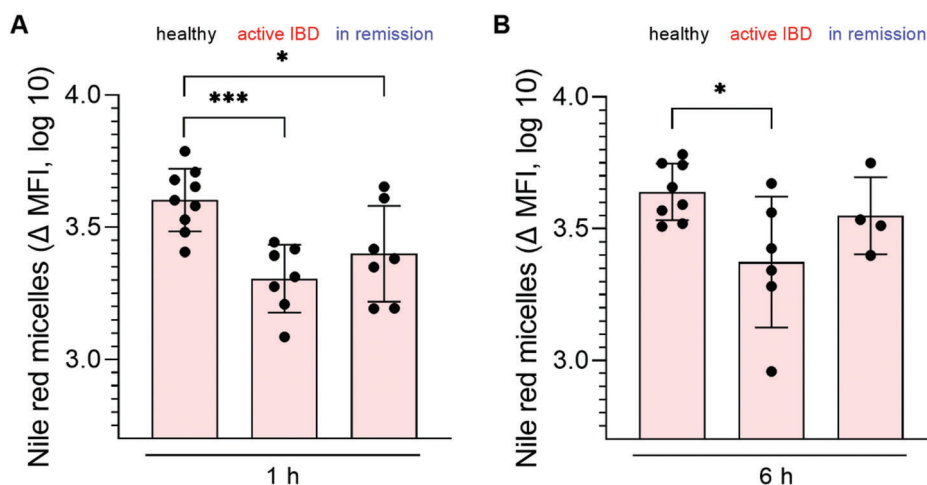 A
healthy active IBD in remission
*
***
Nile red micelles (Δ MFI, log 10)
4.0
3.5
3.0
1 h
B
healthy active IBD in remission
*
Nile red micelles (Δ MFI, log 10)
4.0
3.5
3.0
6 h